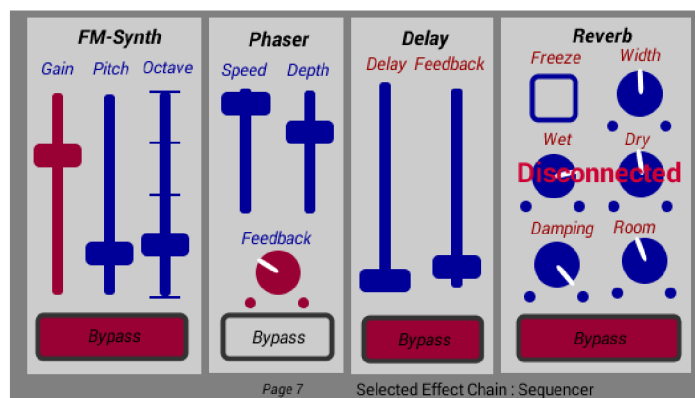 FM-Synth
Gain Pitch Octave
Bypass
Phaser
Speed Depth
Feedback
Bypass
Delay
Delay Feedback
Bypass
Reverb
Freeze Width
Wet Dry
Disconnected
Damping Room
Bypass
Page 7 Selected Effect Chain : Sequencer